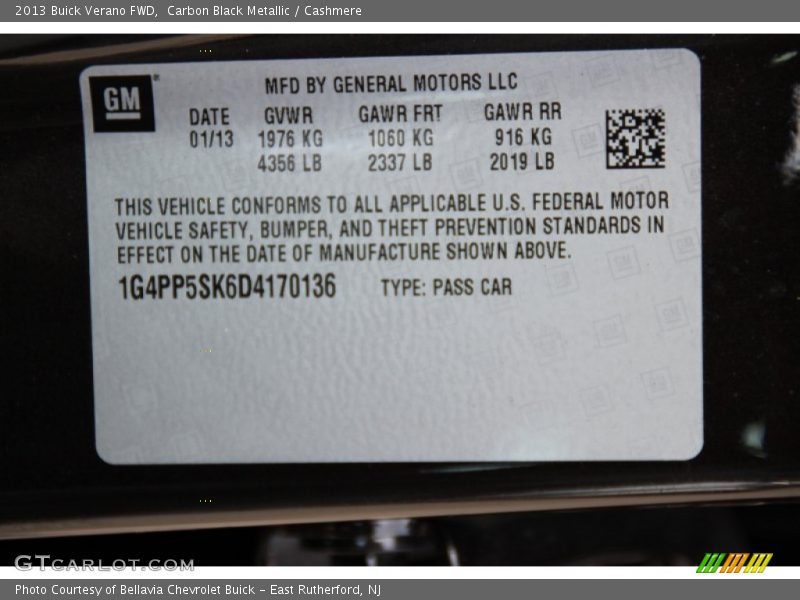 2013 Buick Verano FWD,  Carbon Black Metallic / Cashmere
GM
MFD BY GENERAL MOTORS LLC
DATE GVWR GAWR FRT GAWR RR
01/13 1976 KG 1060 KG 916 KG
4356 LB 2337 LB 2019 LB
THIS VEHICLE CONFORMS TO ALL APPLICABLE U.S. FEDERAL MOTOR
VEHICLE SAFETY, BUMPER, AND THEFT PREVENTION STANDARDS IN
EFFECT ON THE DATE OF MANUFACTURE SHOWN ABOVE.
1G4PP5SK6D4170136 TYPE: PASS CAR
GTCARLOT.COM
Photo Courtesy of Bellavia Chevrolet Buick – East Rutherford, NJ